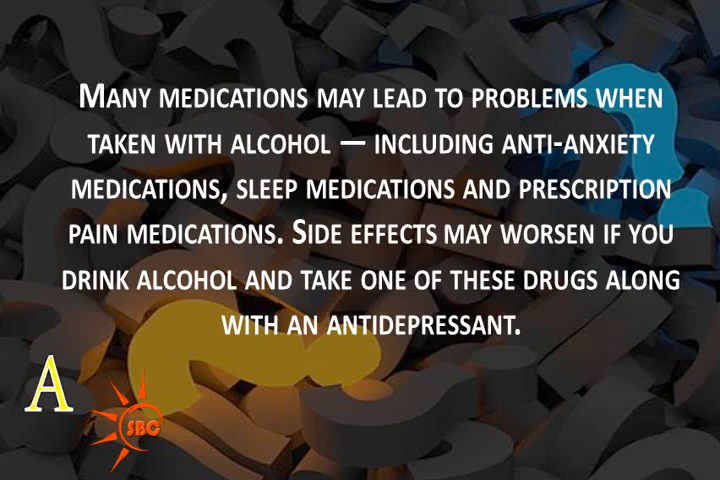 Many medications may lead to problems when
taken with alcohol — including anti-anxiety
medications, sleep medications and prescription
pain medications. Side effects may worsen if you
drink alcohol and take one of these drugs along
with an antidepressant.
A
SBC